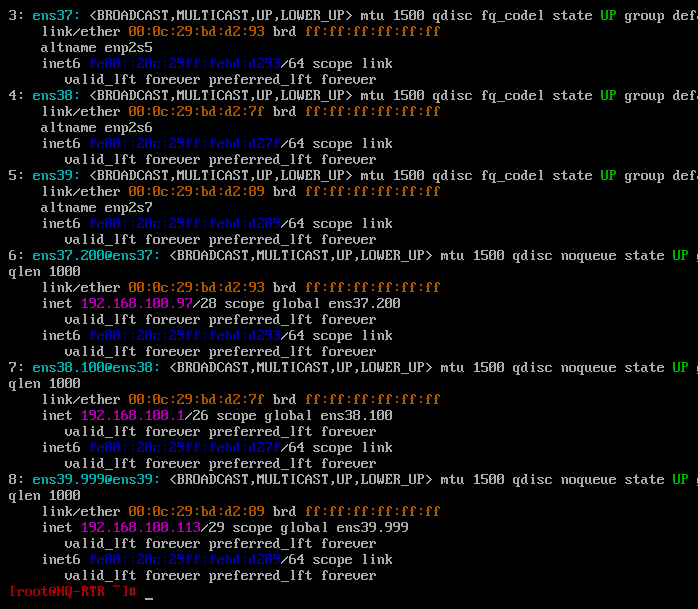 3: ens37: <BROADCAST,MULTICAST,UP,LOWER_UP> mtu 1500 qdisc fq_codel state UP group defa
link/ether 00:0c:29:bd:d2:93 brd ff:ff:ff:ff:ff:ff
altname enp2s5
inet6 fe80::20c:29ff:febd:d293/64 scope link
valid_lft forever preferred_lft forever
4: ens38: <BROADCAST,MULTICAST,UP,LOWER_UP> mtu 1500 qdisc fq_codel state UP group defa
link/ether 00:0c:29:bd:d2:7f brd ff:ff:ff:ff:ff:ff
altname enp2s6
inet6 fe80::20c:29ff:febd:d27f/64 scope link
valid_lft forever preferred_lft forever
5: ens39: <BROADCAST,MULTICAST,UP,LOWER_UP> mtu 1500 qdisc fq_codel state UP group defa
link/ether 00:0c:29:bd:d2:89 brd ff:ff:ff:ff:ff:ff
altname enp2s7
inet6 fe80::20c:29ff:febd:d289/64 scope link
valid_lft forever preferred_lft forever
6: ens37.200@ens37: <BROADCAST,MULTICAST,UP,LOWER_UP> mtu 1500 qdisc noqueue state UP g
qlen 1000
link/ether 00:0c:29:bd:d2:93 brd ff:ff:ff:ff:ff:ff
inet 192.168.100.97/28 scope global ens37.200
valid_lft forever preferred_lft forever
inet6 fe80::20c:29ff:febd:d293/64 scope link
valid_lft forever preferred_lft forever
7: ens38.100@ens38: <BROADCAST,MULTICAST,UP,LOWER_UP> mtu 1500 qdisc noqueue state UP g
qlen 1000
link/ether 00:0c:29:bd:d2:7f brd ff:ff:ff:ff:ff:ff
inet 192.168.100.1/26 scope global ens38.100
valid_lft forever preferred_lft forever
inet6 fe80::20c:29ff:febd:d27f/64 scope link
valid_lft forever preferred_lft forever
8: ens39.999@ens39: <BROADCAST,MULTICAST,UP,LOWER_UP> mtu 1500 qdisc noqueue state UP g
qlen 1000
link/ether 00:0c:29:bd:d2:89 brd ff:ff:ff:ff:ff:ff
inet 192.168.100.113/29 scope global ens39.999
valid_lft forever preferred_lft forever
inet6 fe80::20c:29ff:febd:d289/64 scope link
valid_lft forever preferred_lft forever
[root@HQ-RTR ~]# _